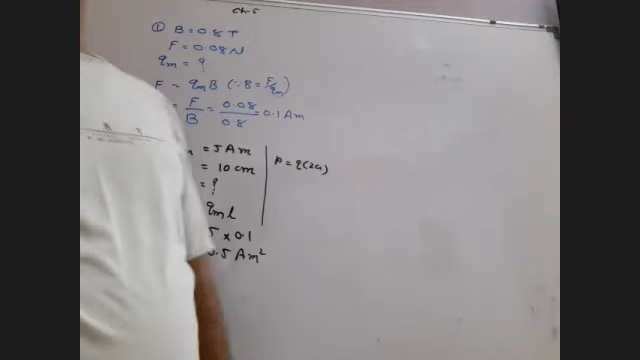 Ch.5
① B = 0.8 T
F = 0.08 N
qm = ?
F = qm B (∵ B = F/qm)
= F/B = 0.08/0.8 = 0.1 Am
= 5 Am
= 10 cm
= ?
qm l
5 × 0.1
.5 Am²
p = q(2a)